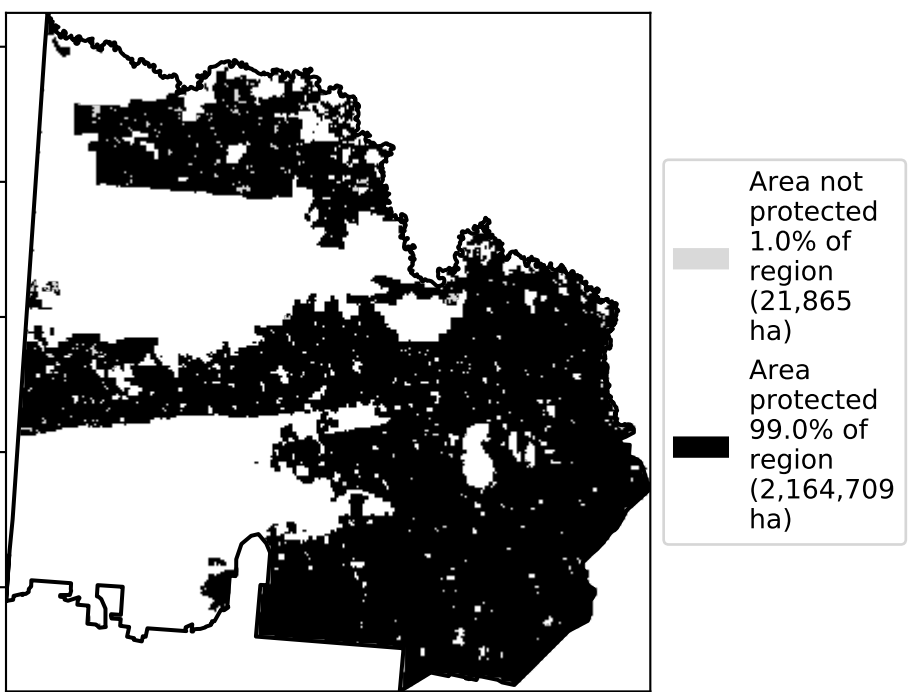 Area not
protected
1.0% of
region
(21,865
ha)
Area
protected
99.0% of
region
(2,164,709
ha)